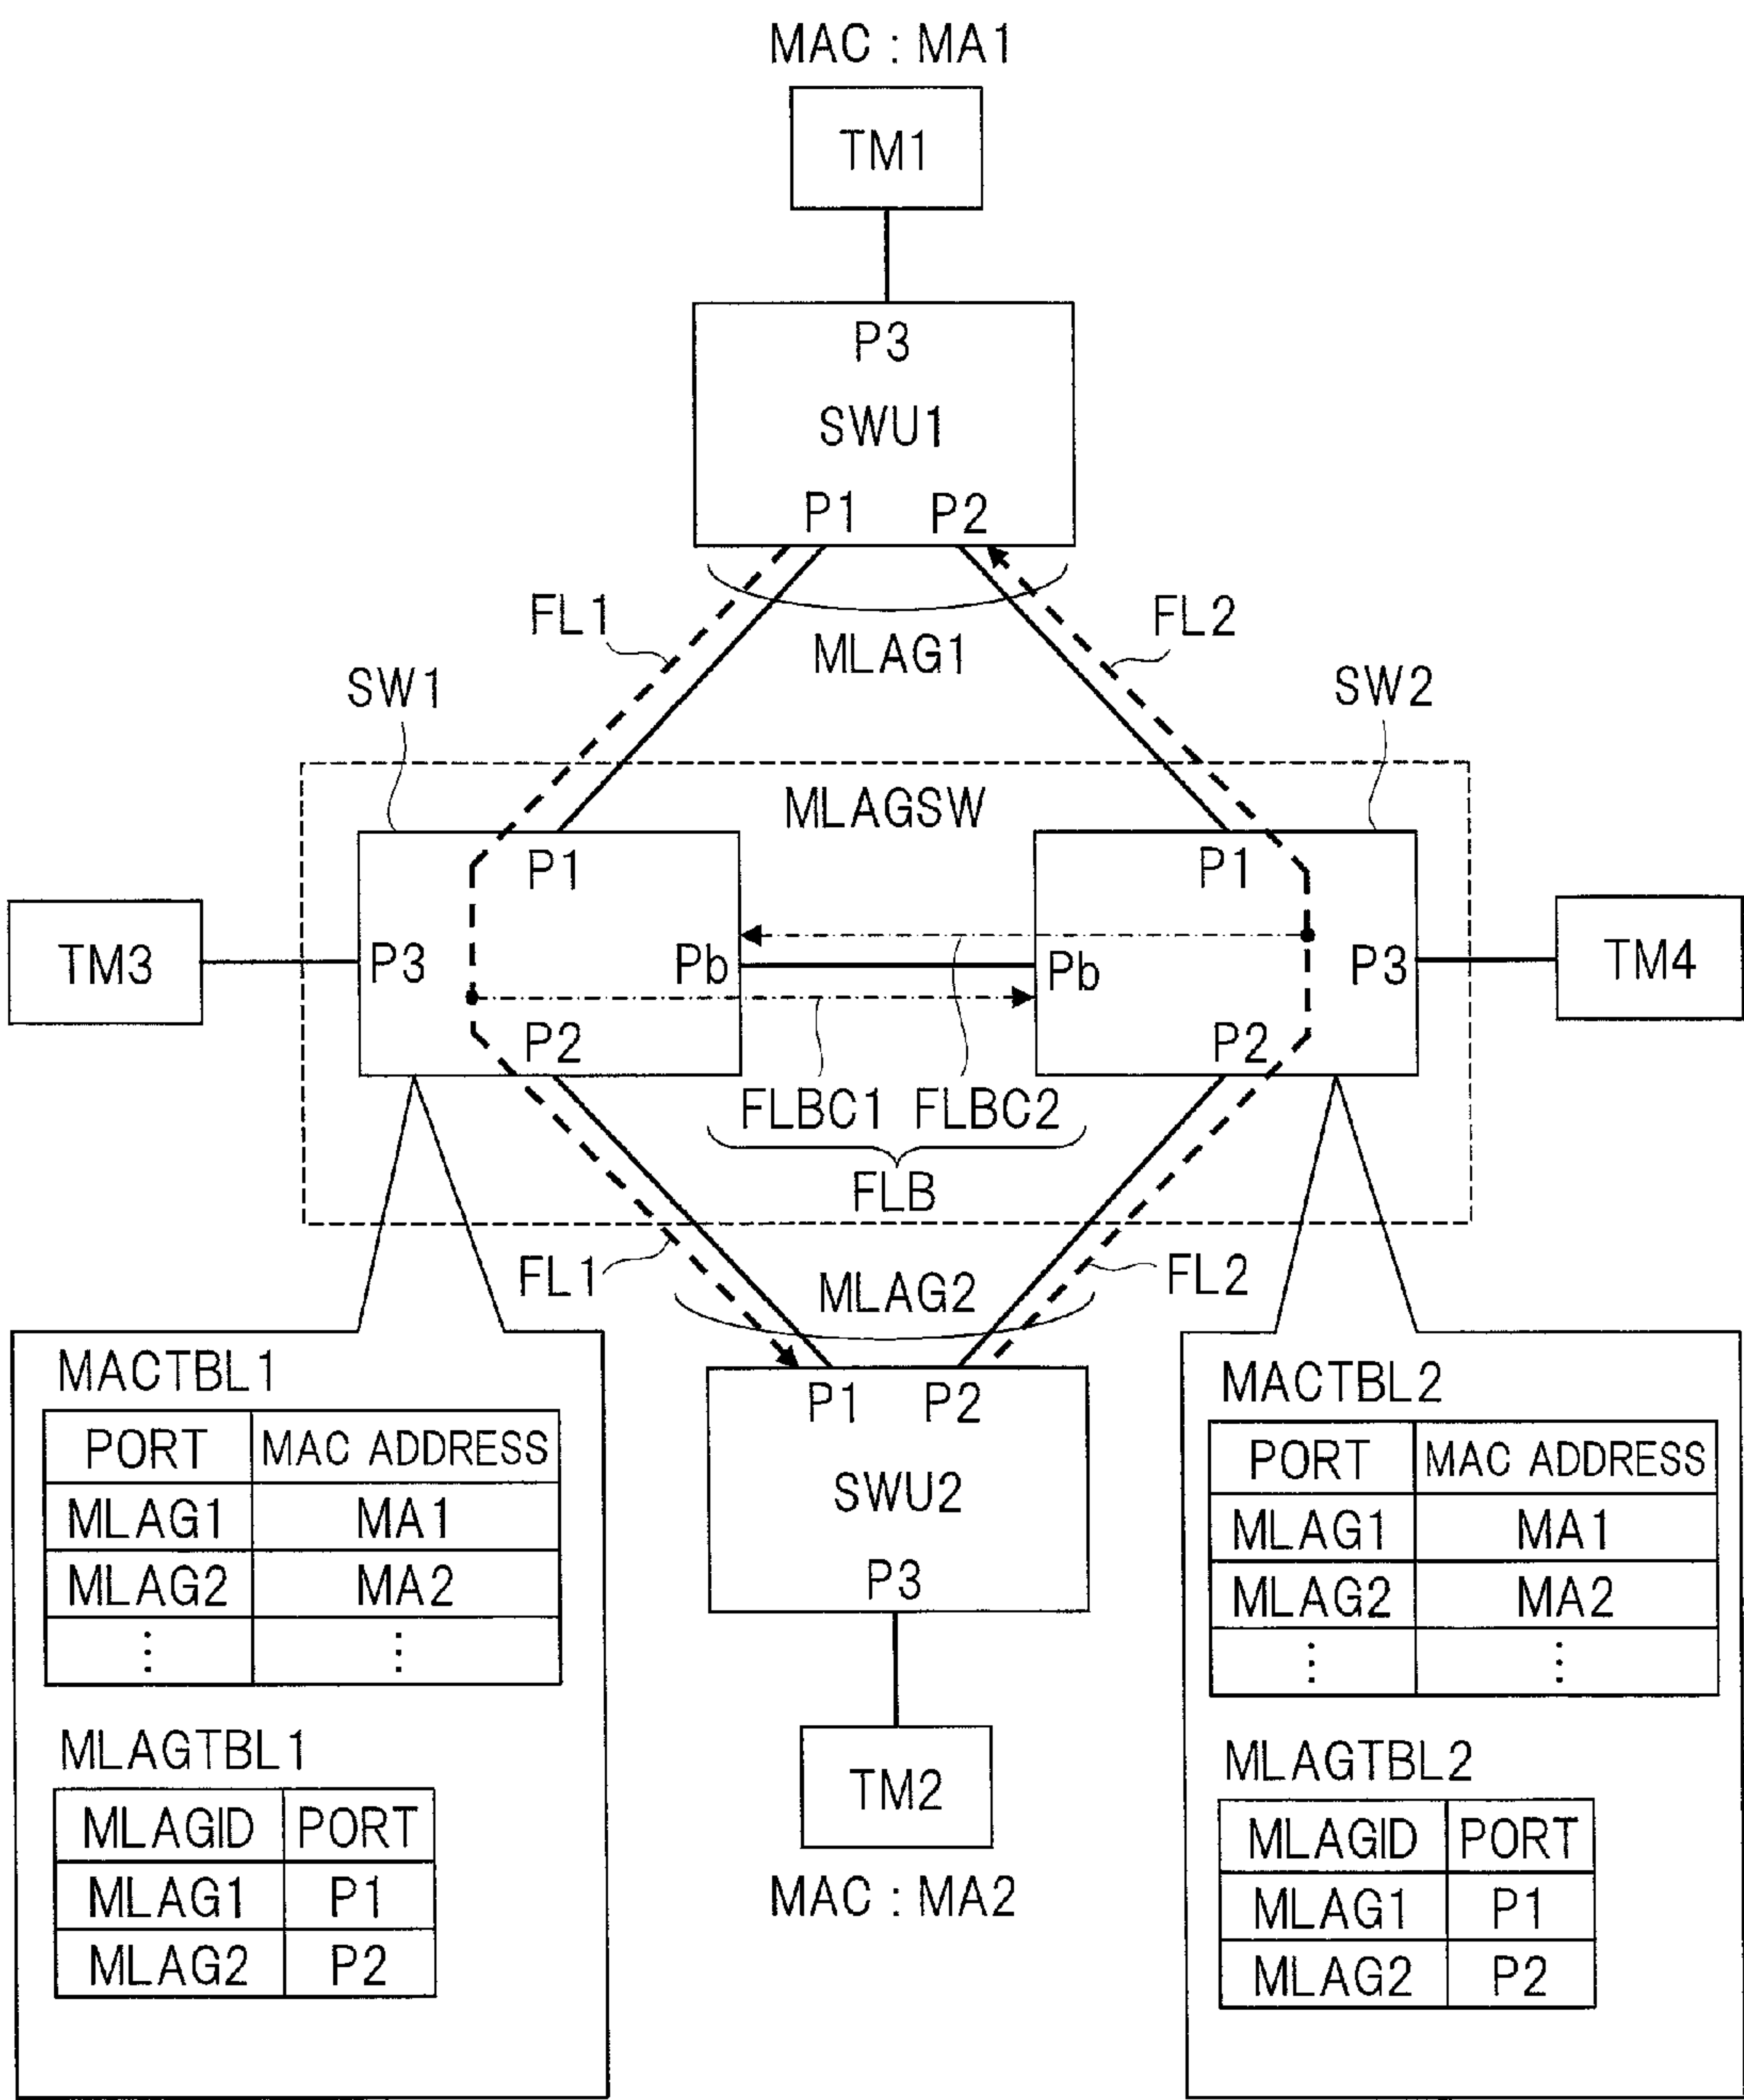 MAC : MA1
TM1
P3
SWU1
P1 P2
FL1 FL2
MLAG1
SW1 SW2
MLAGSW
P1 P1
TM3 P3 Pb Pb P3 TM4
P2 P2
FLBC1 FLBC2
FLB
FL1 MLAG2 FL2
P1 P2
SWU2
P3
TM2
MAC : MA2
MACTBL1
PORT MAC ADDRESS
MLAG1 MA1
MLAG2 MA2
⋮ ⋮
MLAGTBL1
MLAGID PORT
MLAG1 P1
MLAG2 P2
MACTBL2
PORT MAC ADDRESS
MLAG1 MA1
MLAG2 MA2
⋮ ⋮
MLAGTBL2
MLAGID PORT
MLAG1 P1
MLAG2 P2